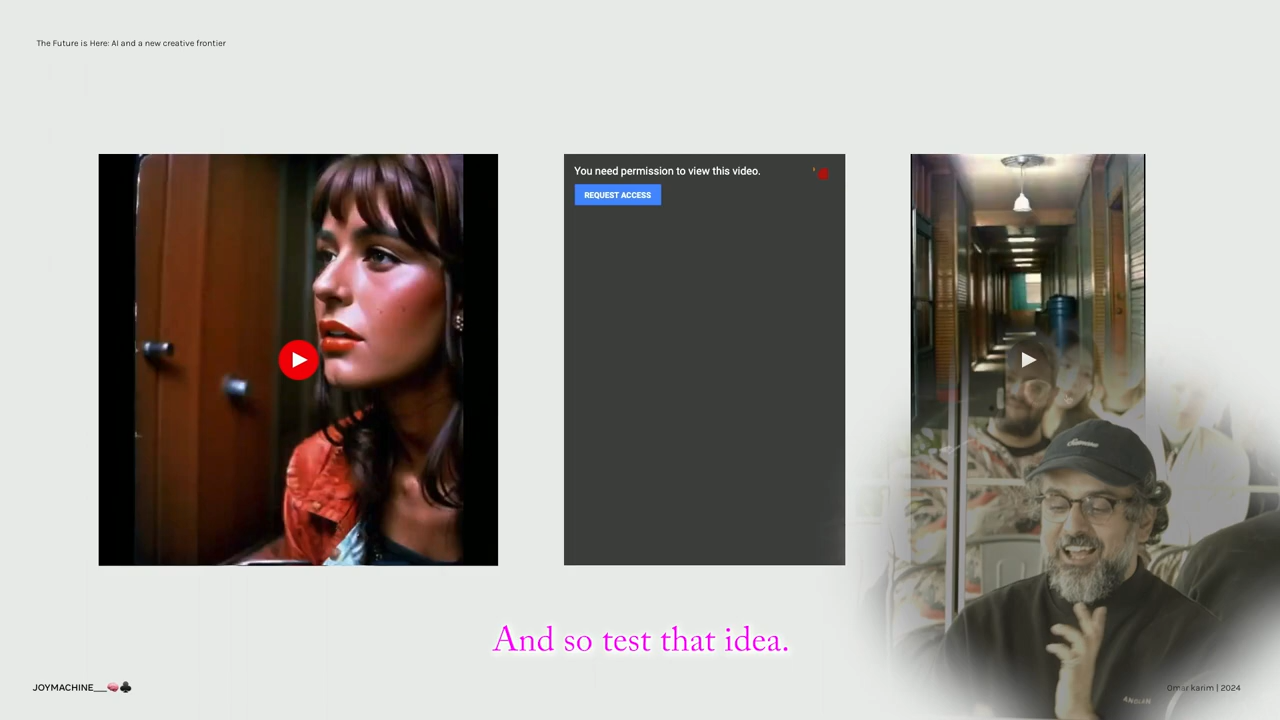 The Future is Here: AI and a new creative frontier
You need permission to view this video.
REQUEST ACCESS
Supreme
And so test that idea.
JOYMACHINE__🧠♣
Omar karim | 2024